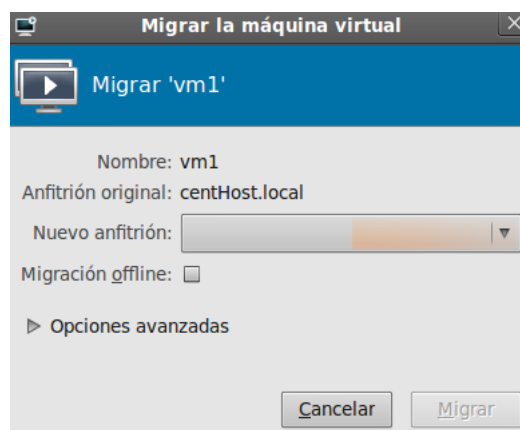 Migrar la máquina virtual
Migrar 'vm1'
Nombre: vm1
Anfitrión original: centHost.local
Nuevo anfitrión:
Migración offline:
Opciones avanzadas
Cancelar Migrar